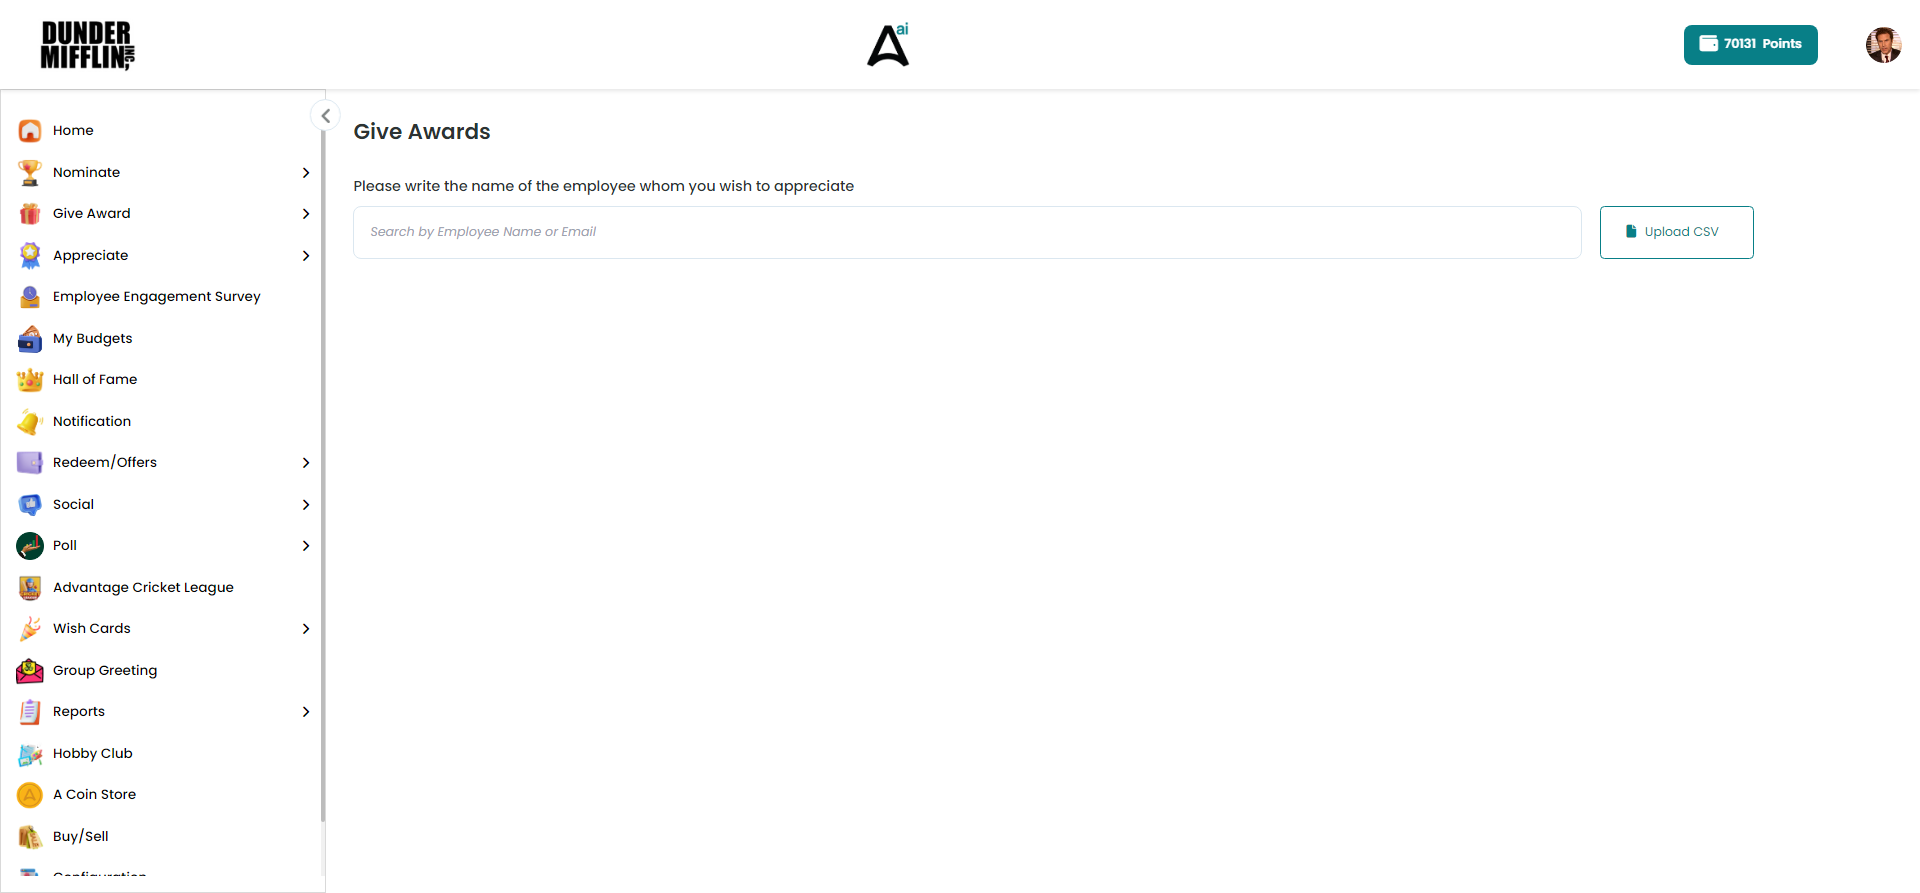 DUNDER
MIFFLIN INC,
ai
70131 Points
Home
Nominate
Give Award
Appreciate
Employee Engagement Survey
My Budgets
Hall of Fame
Notification
Redeem/Offers
Social
Poll
Advantage Cricket League
Wish Cards
Group Greeting
Reports
Hobby Club
A Coin Store
Buy/Sell
Configuration
Give Awards
Please write the name of the employee whom you wish to appreciate
Search by Employee Name or Email
Upload CSV